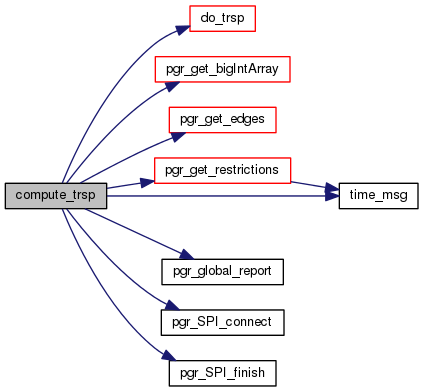 do_trsp
pgr_get_bigIntArray
pgr_get_edges
pgr_get_restrictions
compute_trsp
time_msg
pgr_global_report
pgr_SPI_connect
pgr_SPI_finish